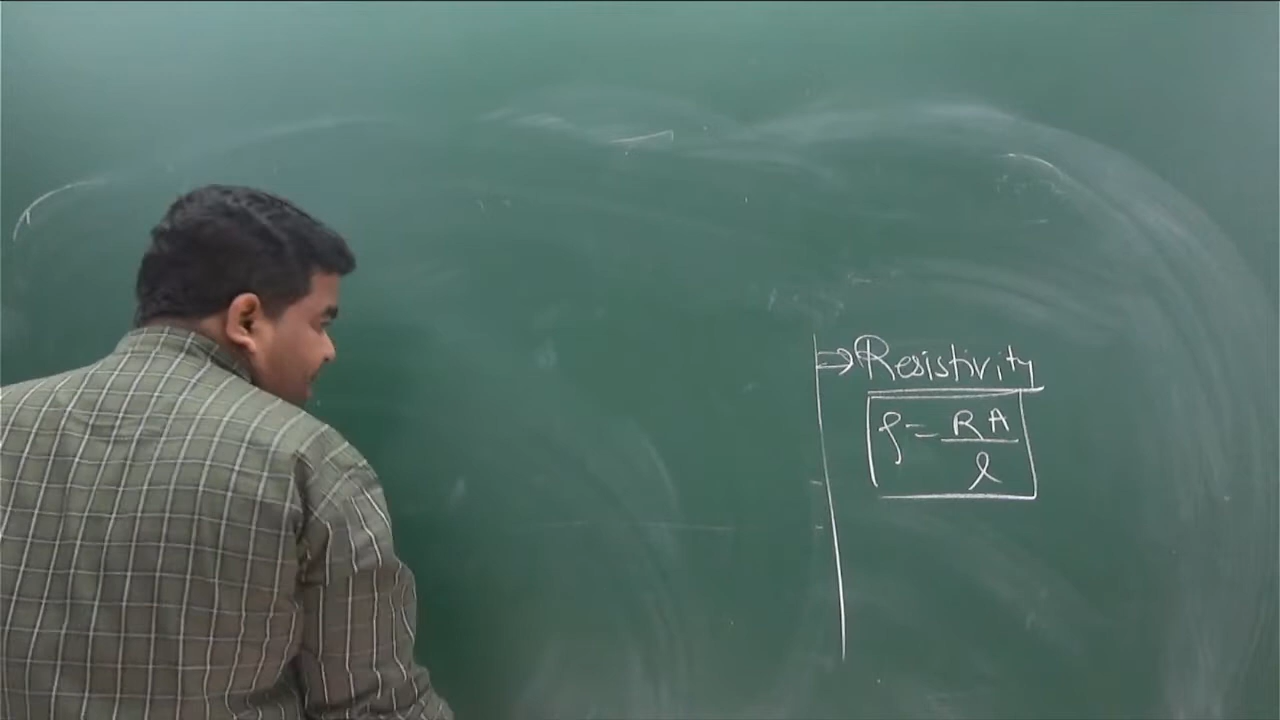 ⇒ Resistivity
ρ = RA / l